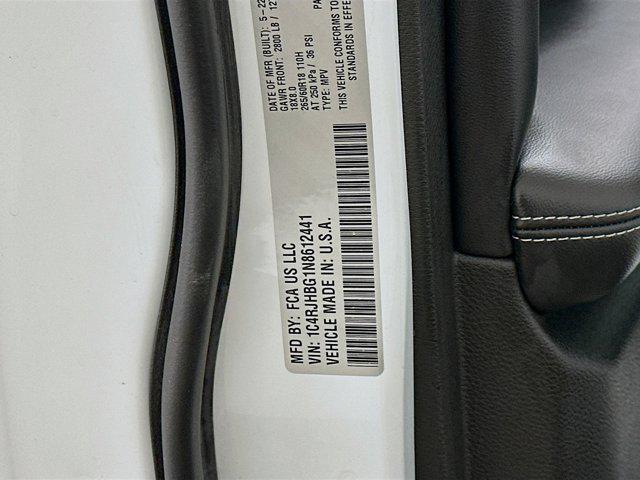 MFD BY: FCA US LLC
VIN: 1C4RJHBG1N8612441
VEHICLE MADE IN: U.S.A.
DATE OF MFR (BUILT): 5-22
GAWR FRONT: 2800 LB / 12
18X8.0
265/60R18 110H
AT 250 kPa / 36 PSI
TYPE: MPV
THIS VEHICLE CONFORMS TO
STANDARDS IN EFFE